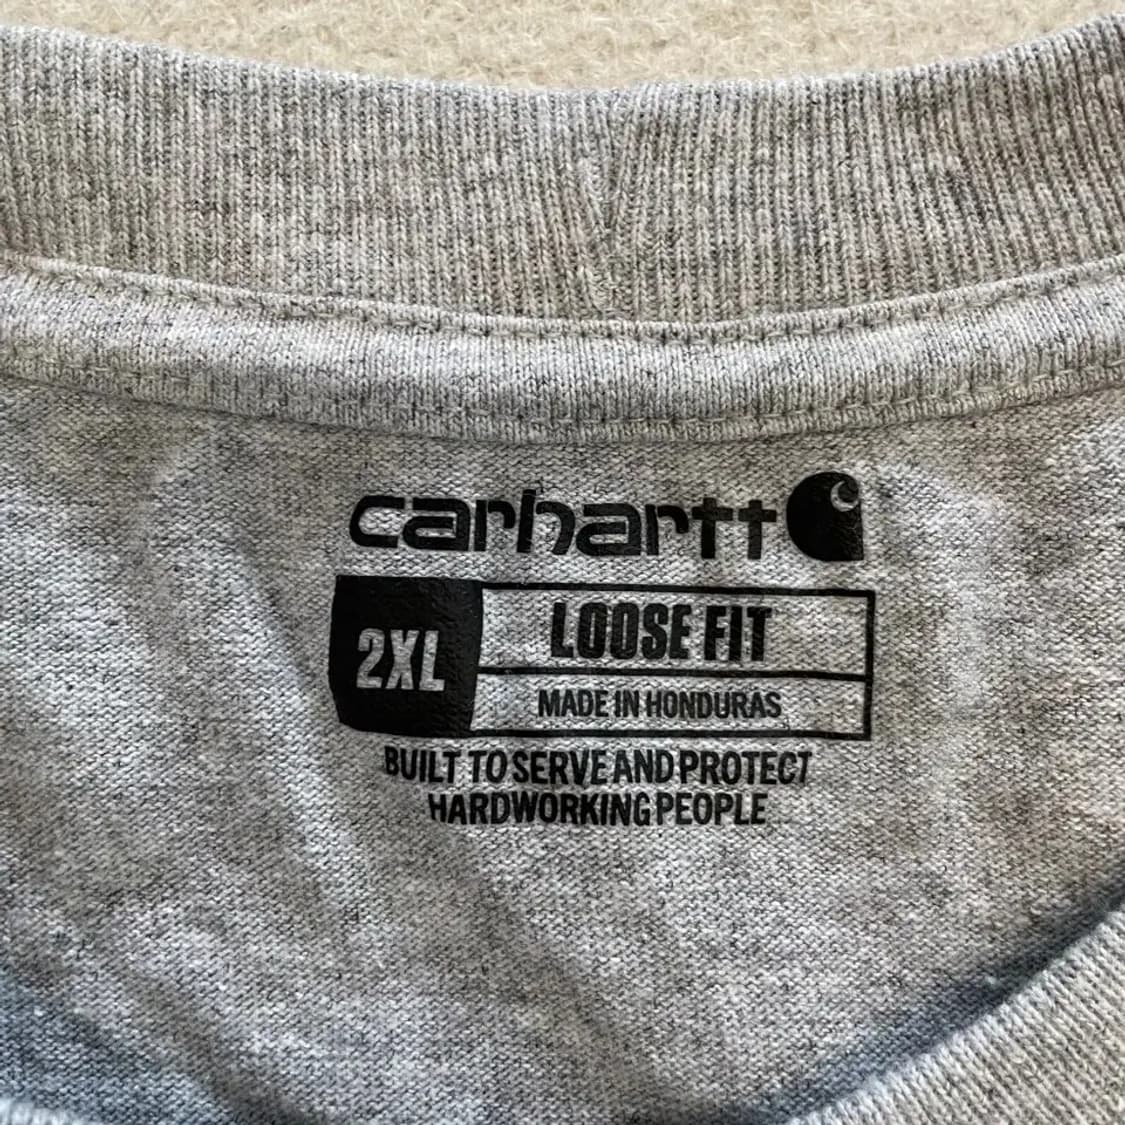 carhartt
2XL
LOOSE FIT
MADE IN HONDURAS
BUILT TO SERVE AND PROTECT
HARDWORKING PEOPLE